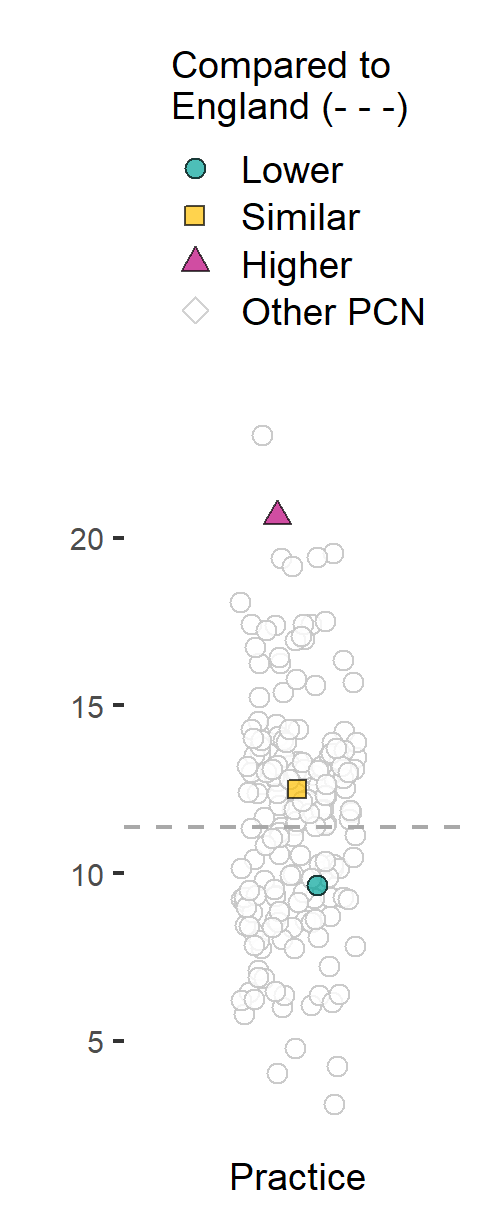 Compared to
England (- - -)
Lower
Similar
Higher
Other PCN
20
15
10
5
Practice